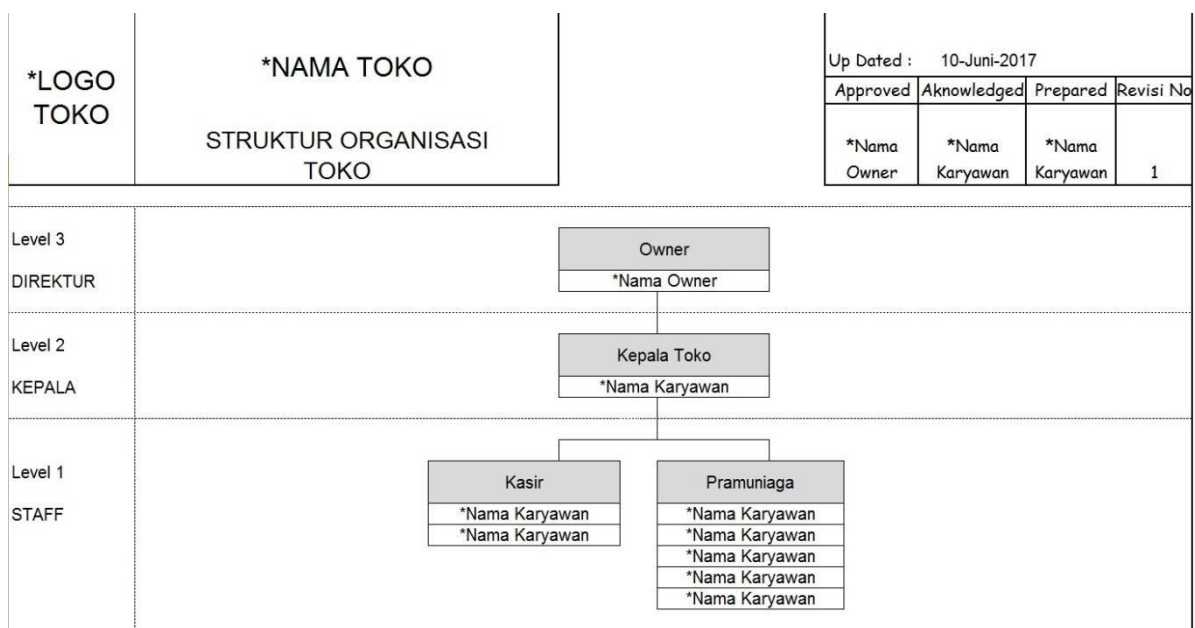 *LOGO
TOKO
*NAMA TOKO
STRUKTUR ORGANISASI
TOKO
Up Dated : 10-Juni-2017
Approved Aknowledged Prepared Revisi No
*Nama *Nama *Nama
Owner Karyawan Karyawan 1
Level 3
DIREKTUR
Owner
*Nama Owner
Level 2
KEPALA
Kepala Toko
*Nama Karyawan
Level 1
STAFF
Kasir
*Nama Karyawan
*Nama Karyawan
Pramuniaga
*Nama Karyawan
*Nama Karyawan
*Nama Karyawan
*Nama Karyawan
*Nama Karyawan